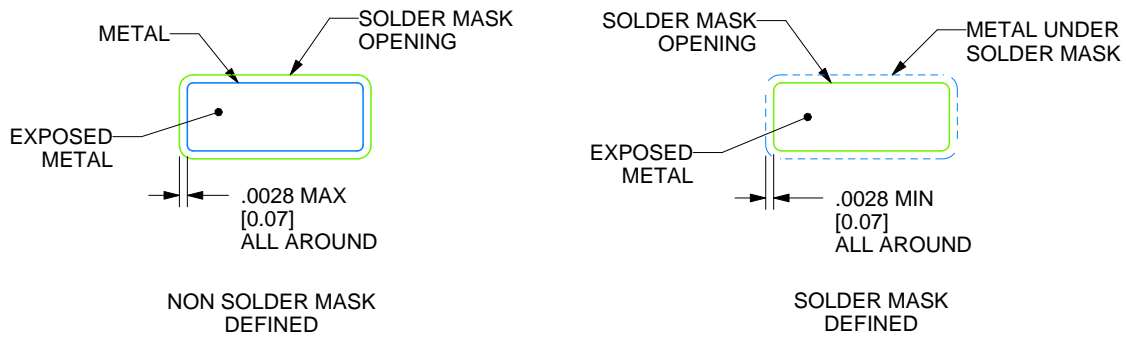 METAL
SOLDER MASK
OPENING
EXPOSED
METAL
.0028 MAX
[0.07]
ALL AROUND
NON SOLDER MASK
DEFINED
SOLDER MASK
OPENING
METAL UNDER
SOLDER MASK
EXPOSED
METAL
.0028 MIN
[0.07]
ALL AROUND
SOLDER MASK
DEFINED